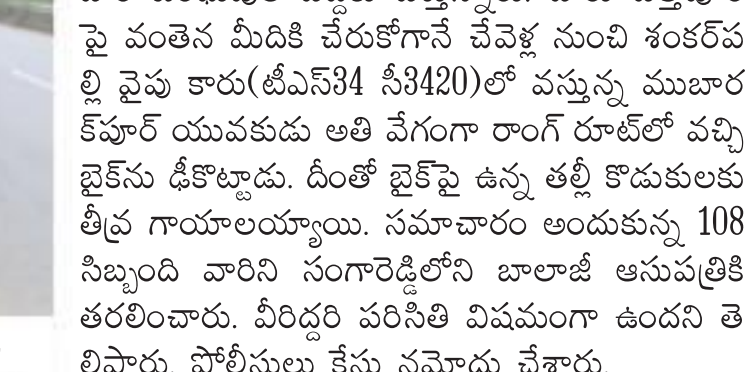 పై వంతెన మీదికి చేరుకోగానే చేవెళ్ల నుంచి శంకర్‌ప
ల్లి వైపు కారు(టీఎస్34 సీ3420)లో వస్తున్న ముబార
క్‌పూర్ యువకుడు అతి వేగంగా రాంగ్ రూట్‌లో వచ్చి
బైక్‌ను ఢీకొట్టాడు. దీంతో బైక్‌పై ఉన్న తల్లీ కొడుకులకు
తీవ్ర గాయాలయ్యాయి. సమాచారం అందుకున్న 108
సిబ్బంది వారిని సంగారెడ్డిలోని బాలాజీ ఆసుపత్రికి
తరలించారు. వీరిద్దరి పరిసితి విషమంగా ఉందని తె
లిపారు. పోలీసులు కేసు నమోదు చేశారు.